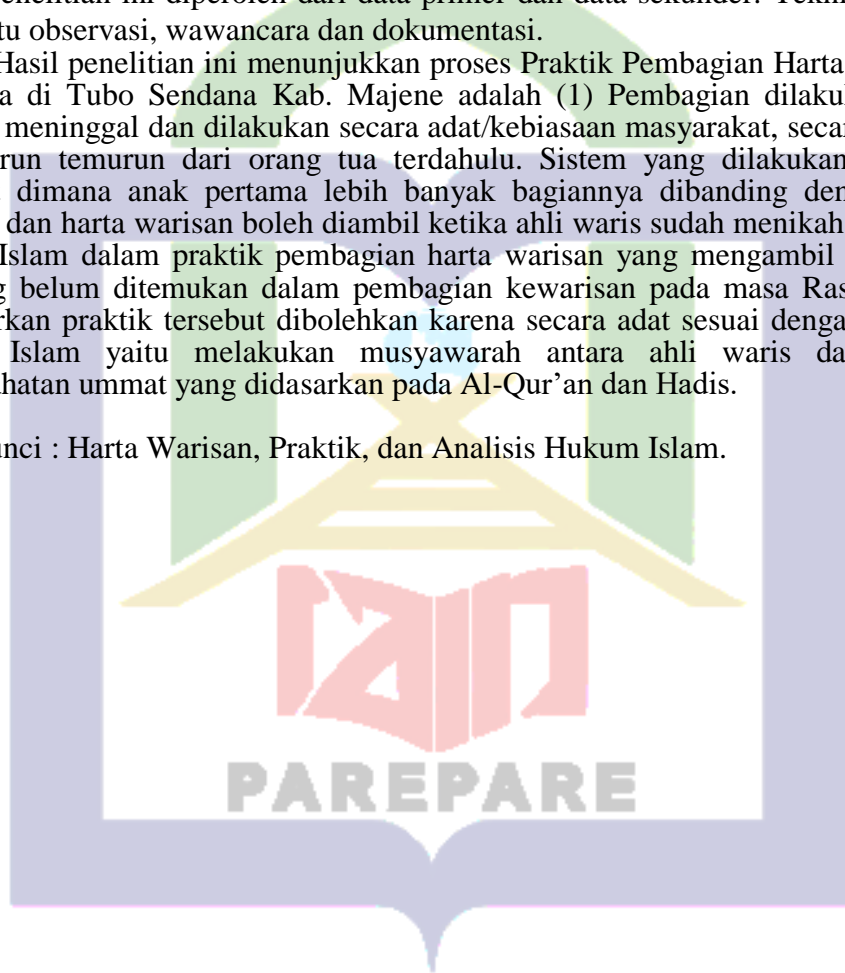 penelitian ini diperoleh dari data primer dan data sekunder.
tu observasi, wawancara dan dokumentasi.
Hasil penelitian ini menunjukkan proses Praktik Pembagian Harta
a di Tubo Sendana Kab. Majene adalah (1) Pembagian dilaku
meninggal dan dilakukan secara adat/kebiasaan masyarakat, secar
run temurun dari orang tua terdahulu. Sistem yang dilakukan
dimana anak pertama lebih banyak bagiannya dibanding den
dan harta warisan boleh diambil ketika ahli waris sudah menikah
Islam dalam praktik pembagian harta warisan yang mengambil
g belum ditemukan dalam pembagian kewarisan pada masa Ras
rkan praktik tersebut dibolehkan karena secara adat sesuai denga
Islam yaitu melakukan musyawarah antara ahli waris da
ahatan ummat yang didasarkan pada Al-Qur’an dan Hadis.
unci : Harta Warisan, Praktik, dan Analisis Hukum Islam.
iain
PAREPARE